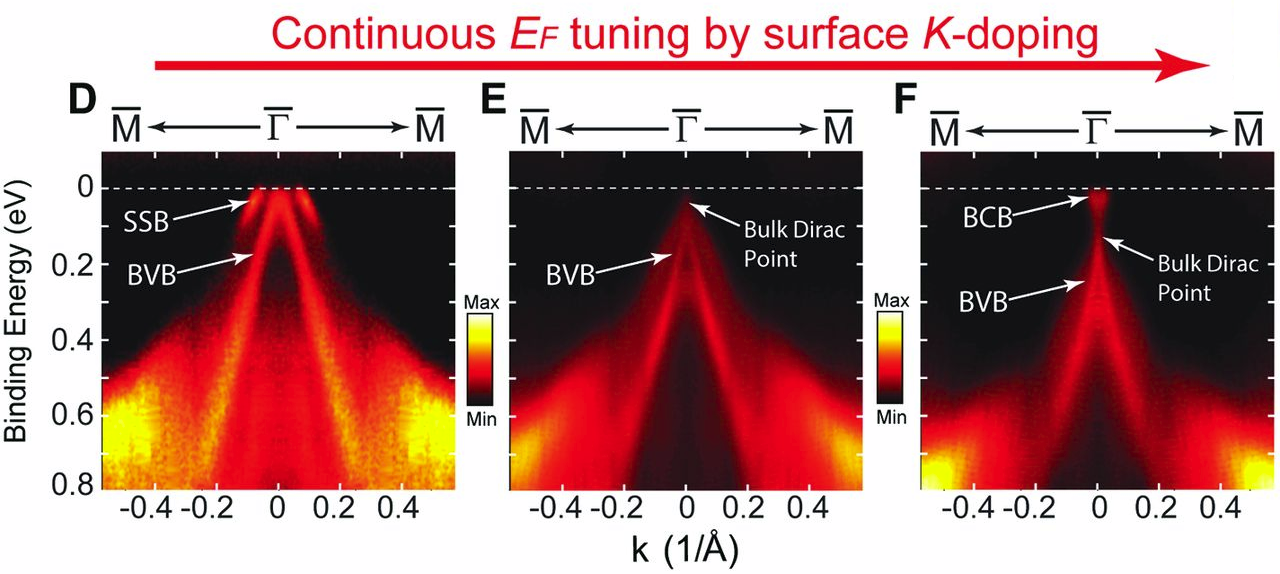 Continuous EF tuning by surface K-doping
D
E
F
M̅ Γ̅ M̅
M̅ Γ̅ M̅
M̅ Γ̅ M̅
Binding Energy (eV)
0
0.2
0.4
0.6
0.8
SSB
BVB
Max
Min
Bulk Dirac
Point
BVB
Max
Min
BCB
Bulk Dirac
Point
BVB
-0.4 -0.2 0 0.2 0.4
-0.4 -0.2 0 0.2 0.4
-0.4 -0.2 0 0.2 0.4
k (1/Å)